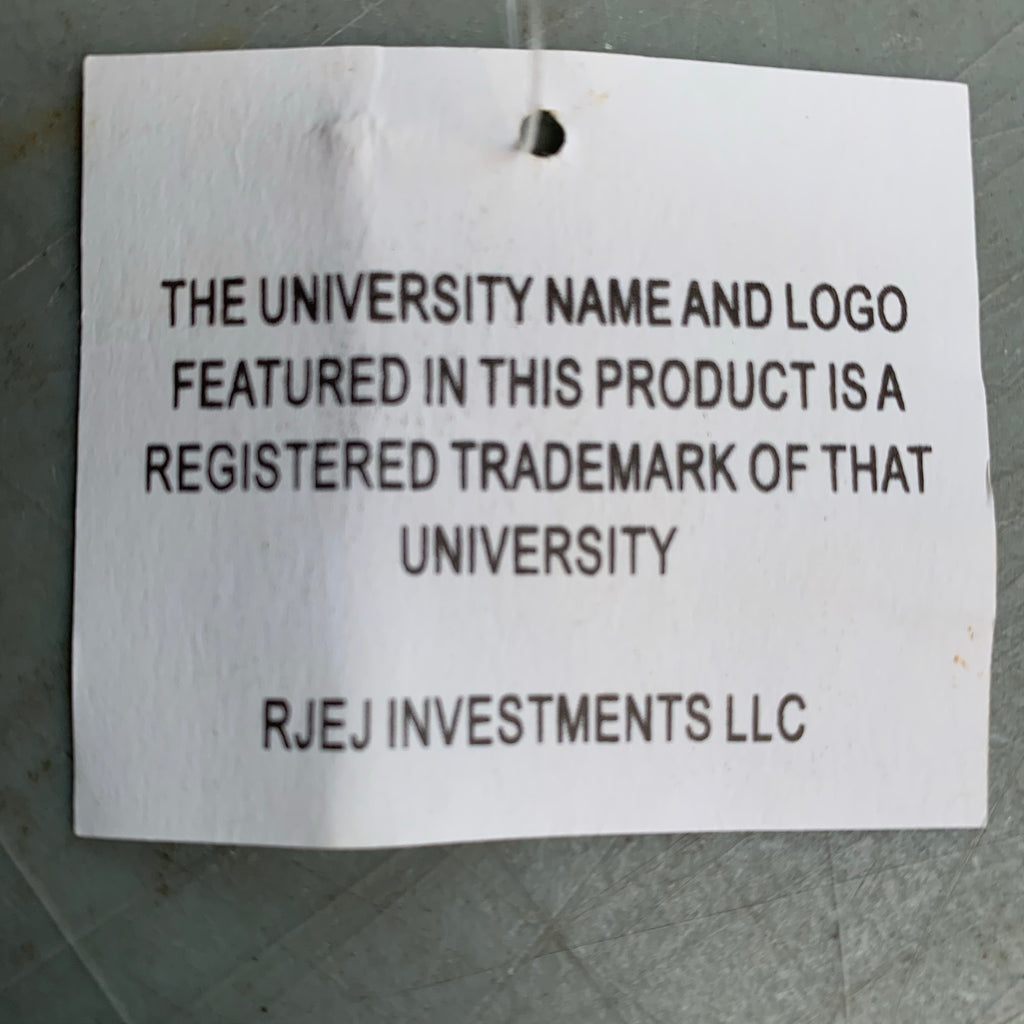 THE UNIVERSITY NAME AND LOGO
FEATURED IN THIS PRODUCT IS A
REGISTERED TRADEMARK OF THAT
UNIVERSITY
RJEJ INVESTMENTS LLC